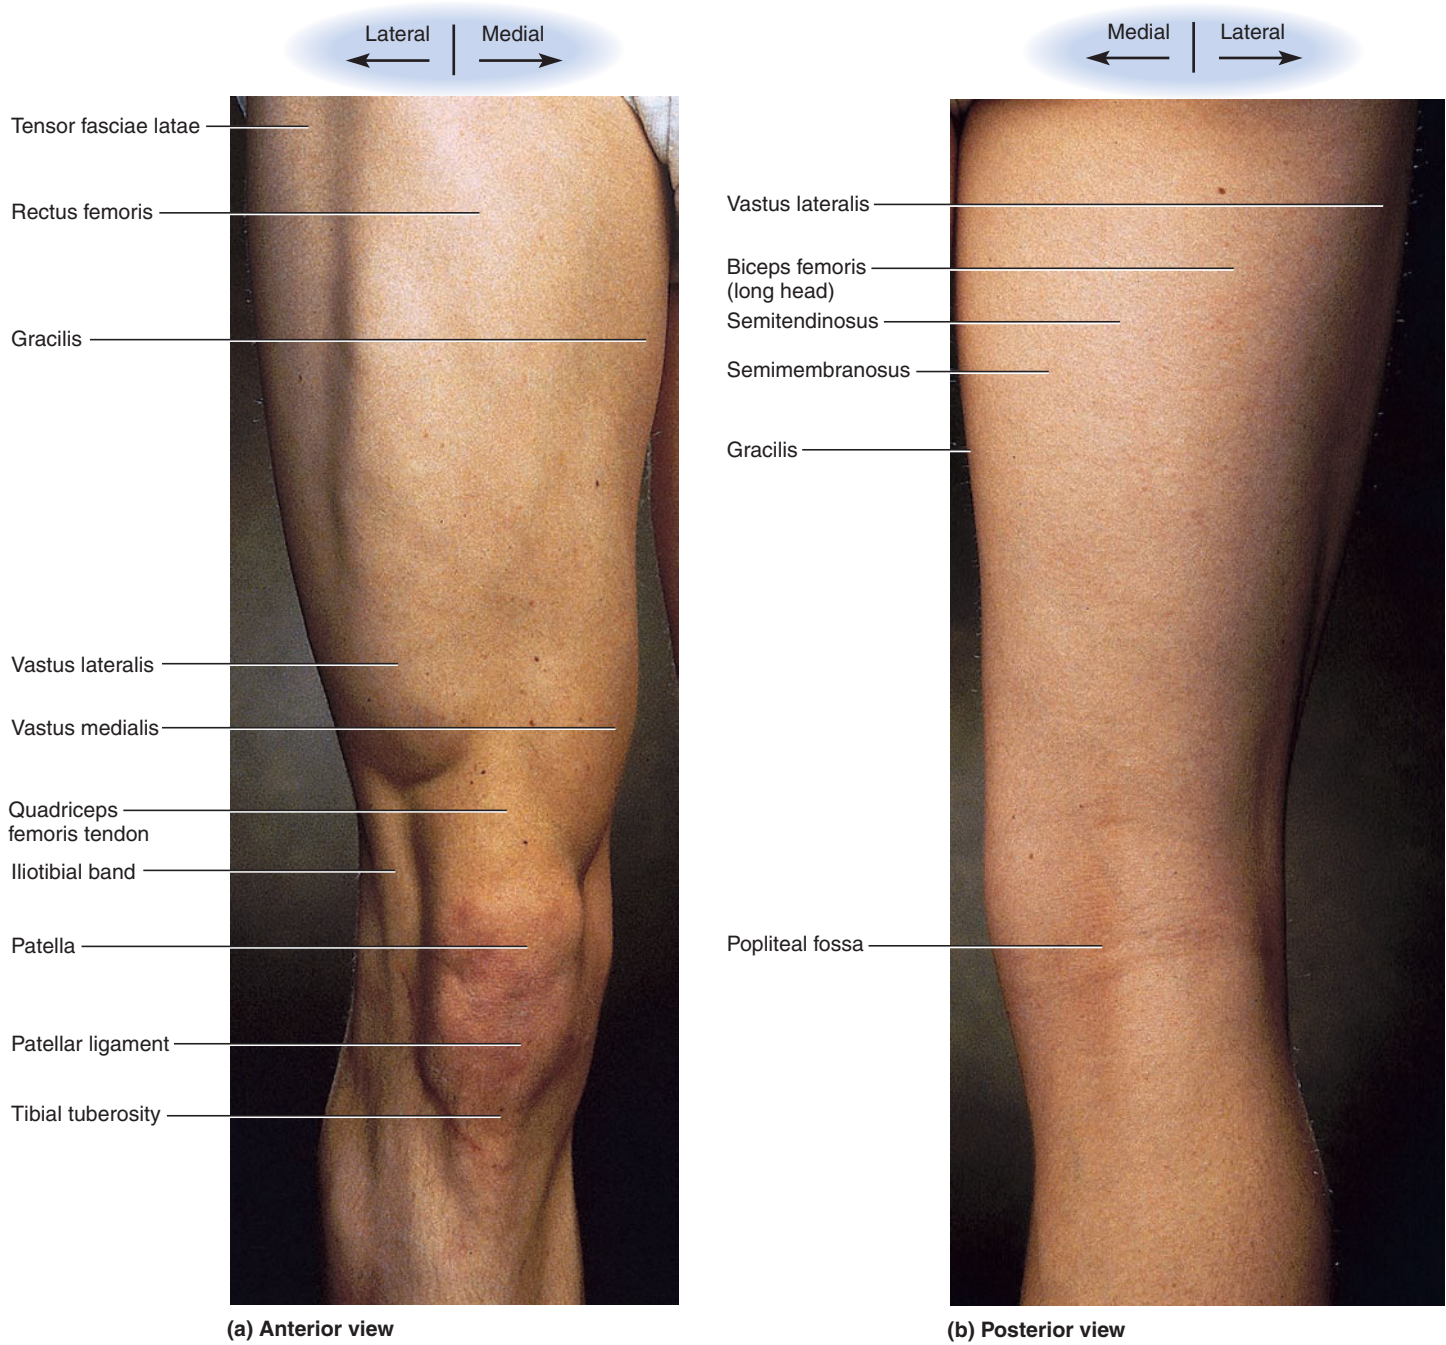 Lateral
Medial
Tensor fasciae latae
Rectus femoris
Gracilis
Vastus lateralis
Vastus medialis
Quadriceps
femoris tendon
Iliotibial band
Patella
Patellar ligament
Tibial tuberosity
(a) Anterior view
Medial
Lateral
Vastus lateralis
Biceps femoris
(long head)
Semitendinosus
Semimembranosus
Gracilis
Popliteal fossa
(b) Posterior view